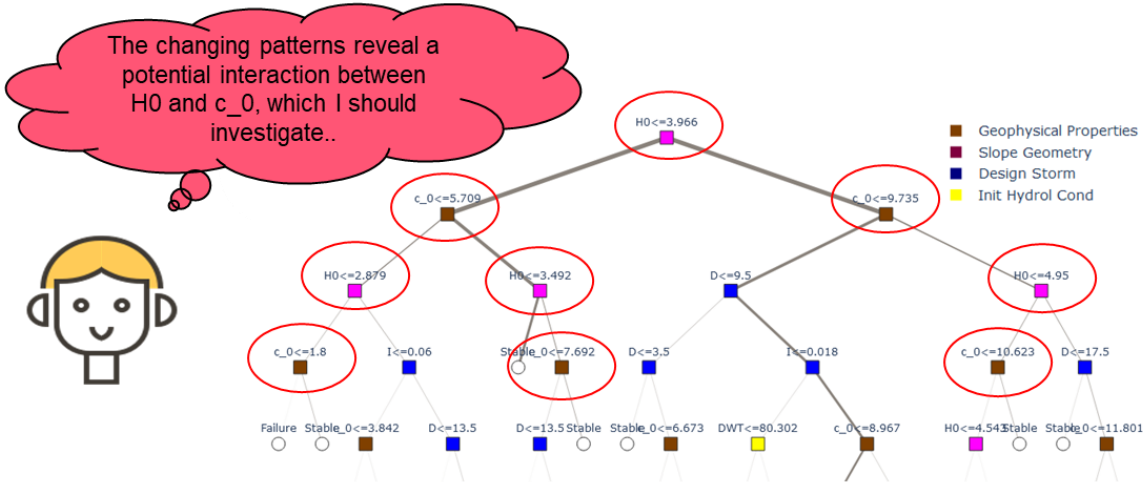 The changing patterns reveal a
potential interaction between
H0 and c_0, which I should
investigate..
H0<=3.966
Geophysical Properties
Slope Geometry
Design Storm
Init Hydrol Cond
c_0<=5.709
c_0<=9.735
H0<=2.879
H0<=3.492
D<=9.5
H0<=4.95
c_0<=1.8
I<=0.06
Stable
_0<=7.692
D<=3.5
I<=0.018
c_0<=10.623
D<=17.5
Failure
Stable
_0<=3.842
D<=13.5
D<=13.5
Stable
Stable
_0<=6.673
DWT<=80.302
c_0<=8.967
H0<=4.543
Stable
Stable
_0<=11.801